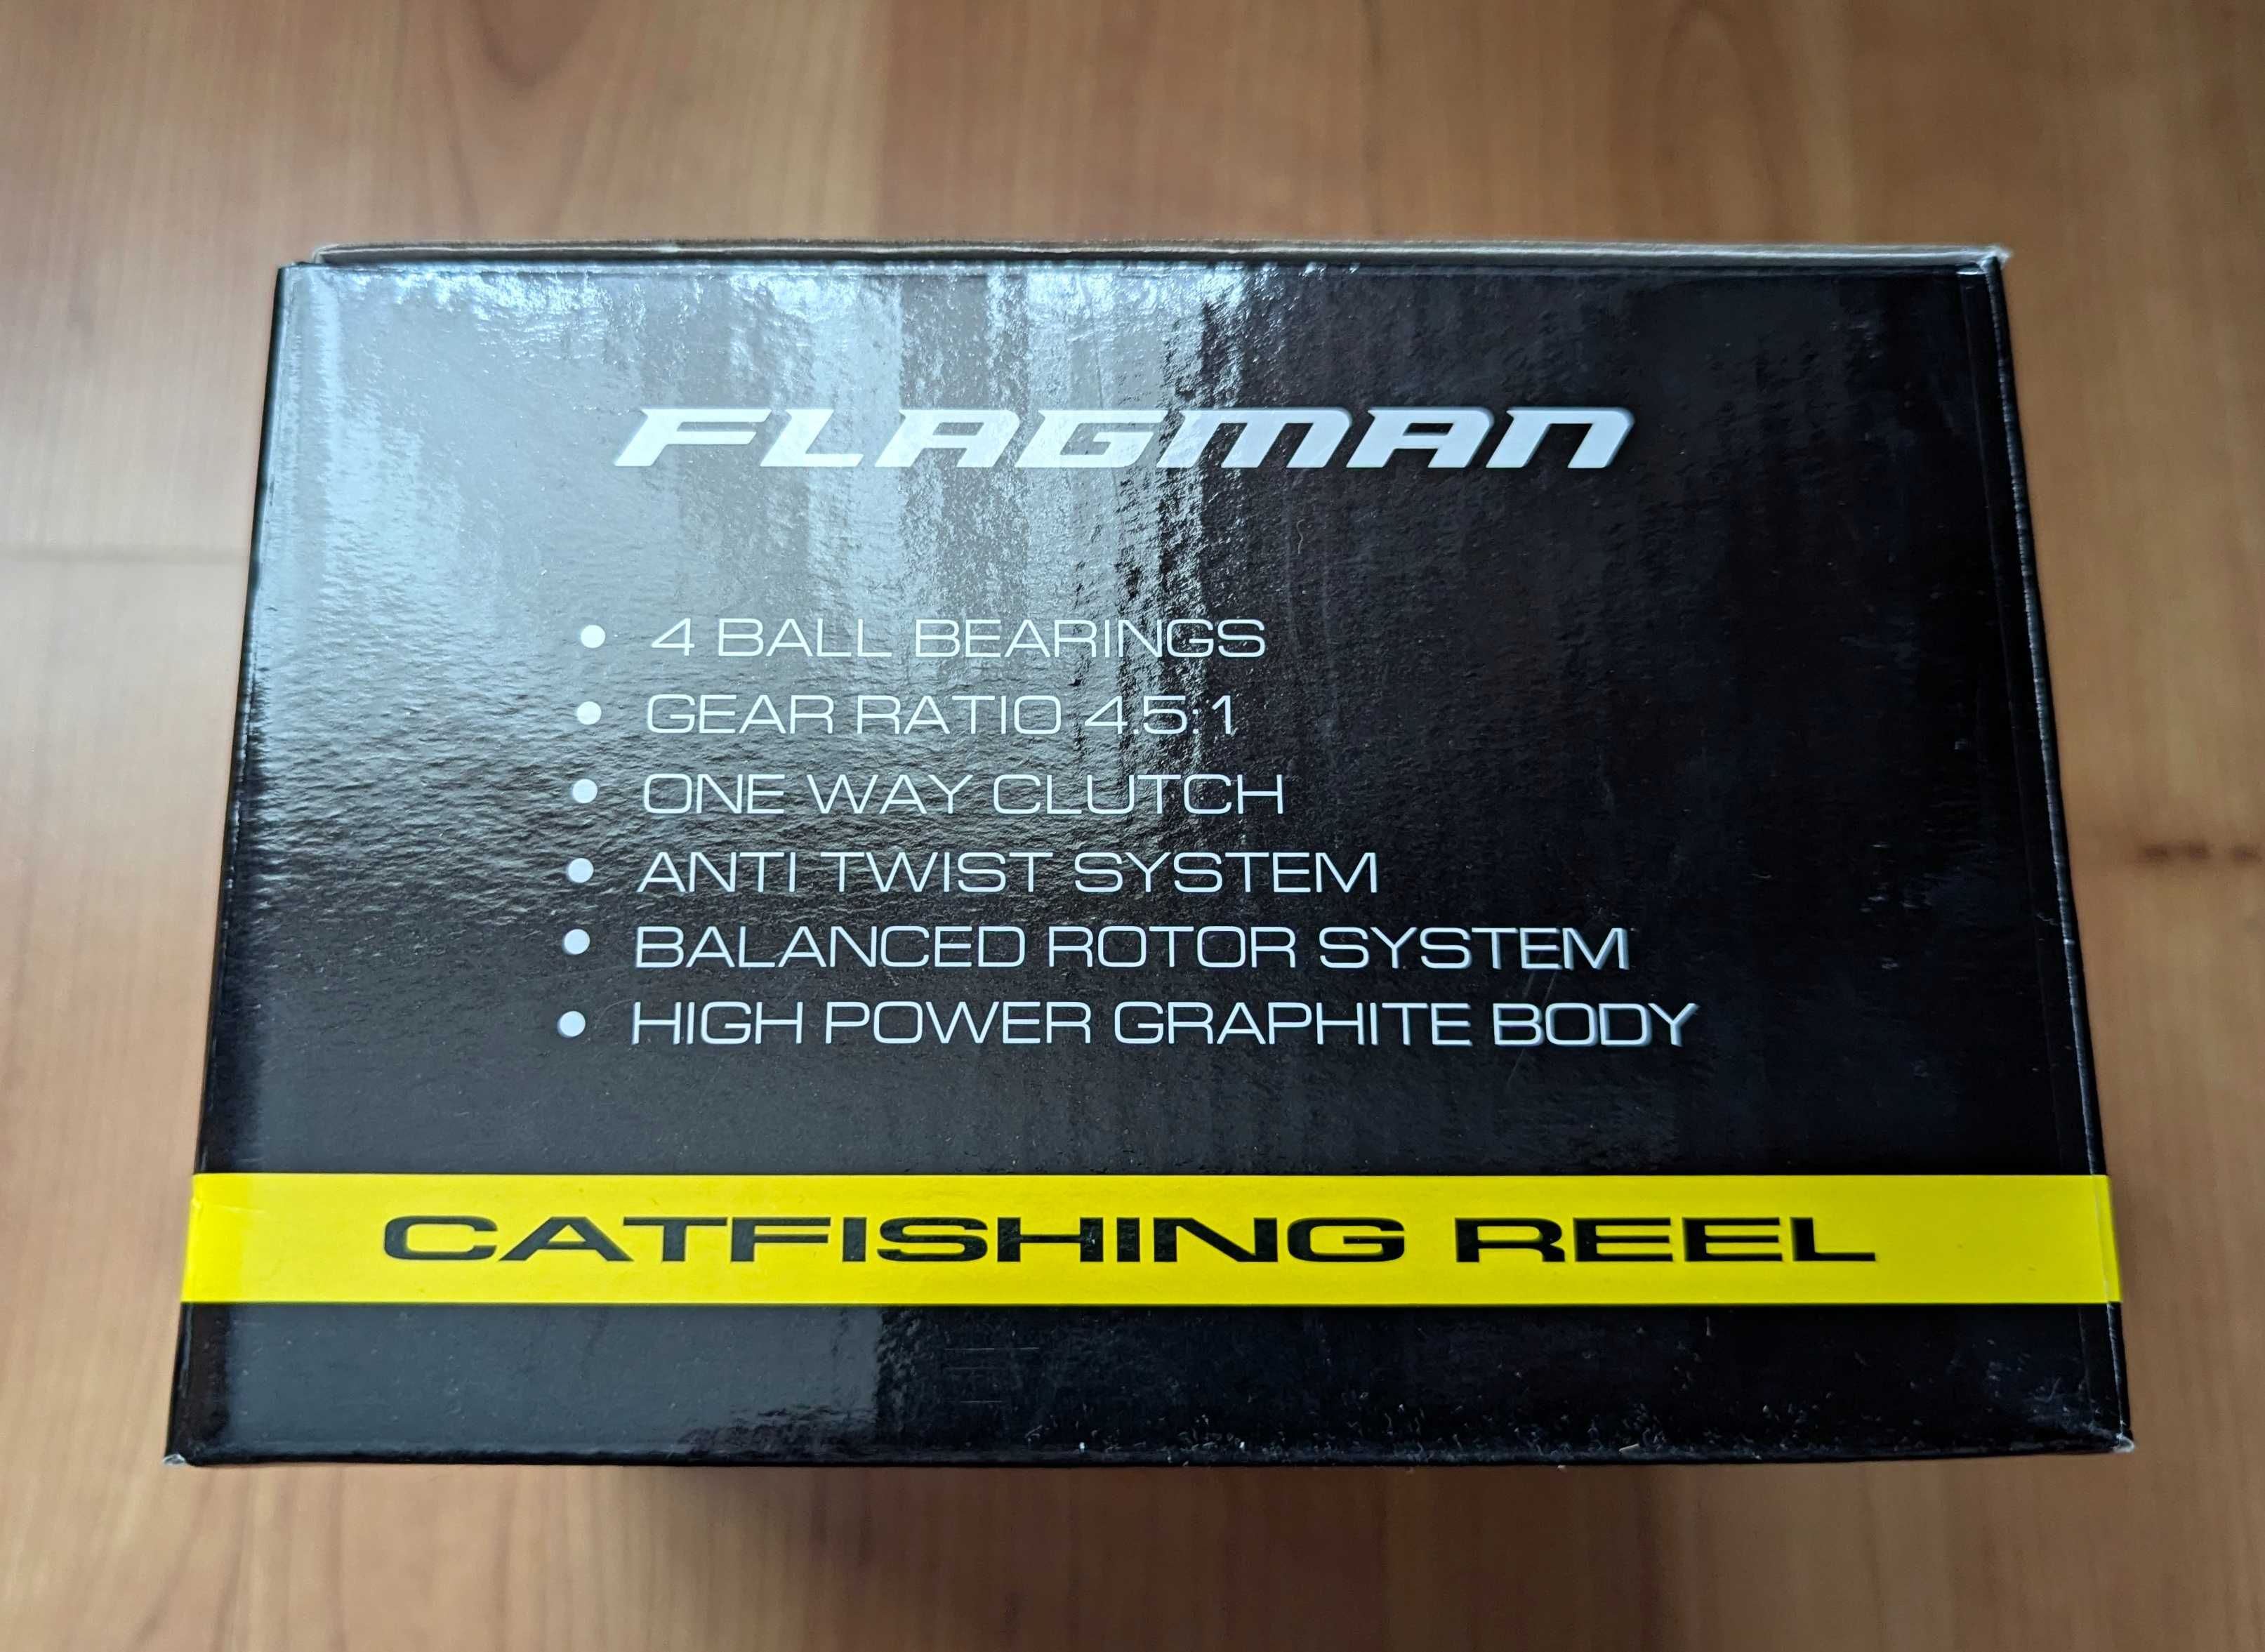 FLAGMAN
• 4 BALL BEARINGS
• GEAR RATIO 4.5:1
• ONE WAY CLUTCH
• ANTI TWIST SYSTEM
• BALANCED ROTOR SYSTEM
• HIGH POWER GRAPHITE BODY
CATFISHING REEL